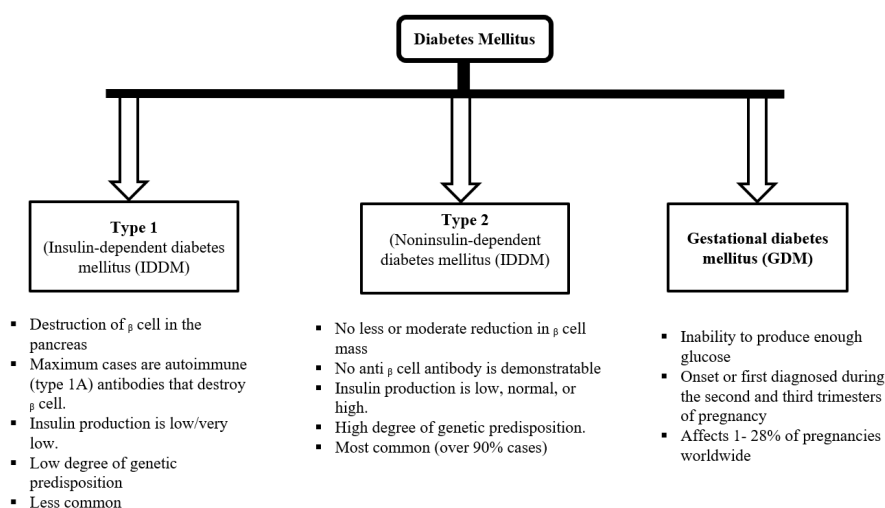 Diabetes Mellitus
Type 1
(Insulin-dependent diabetes
mellitus (IDDM)
▪ Destruction of β cell in the
pancreas
▪ Maximum cases are autoimmune
(type 1A) antibodies that destroy
β cell.
▪ Insulin production is low/very
low.
▪ Low degree of genetic
predisposition
▪ Less common
Type 2
(Noninsulin-dependent
diabetes mellitus (IDDM)
▪ No less or moderate reduction in β cell
mass
▪ No anti β cell antibody is demonstratable
▪ Insulin production is low, normal, or
high.
▪ High degree of genetic predisposition.
▪ Most common (over 90% cases)
Gestational diabetes
mellitus (GDM)
▪ Inability to produce enough
glucose
▪ Onset or first diagnosed during
the second and third trimesters
of pregnancy
▪ Affects 1- 28% of pregnancies
worldwide